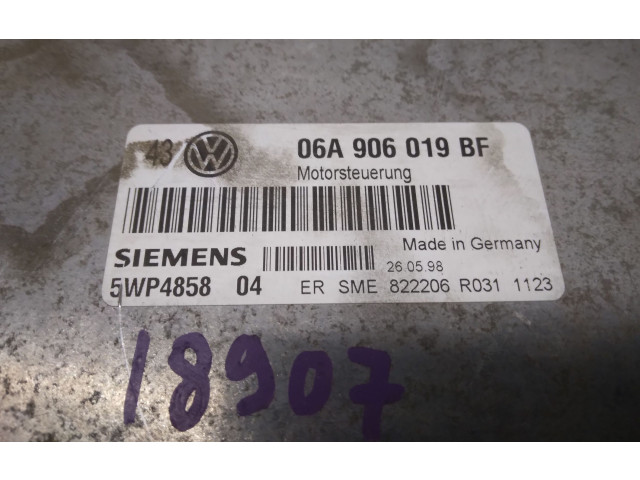 43 VW 06A 906 019 BF
Motorsteuerung
SIEMENS Made in Germany
26.05.98
5WP4858 04 ER SME 822206 R031 1123
18907